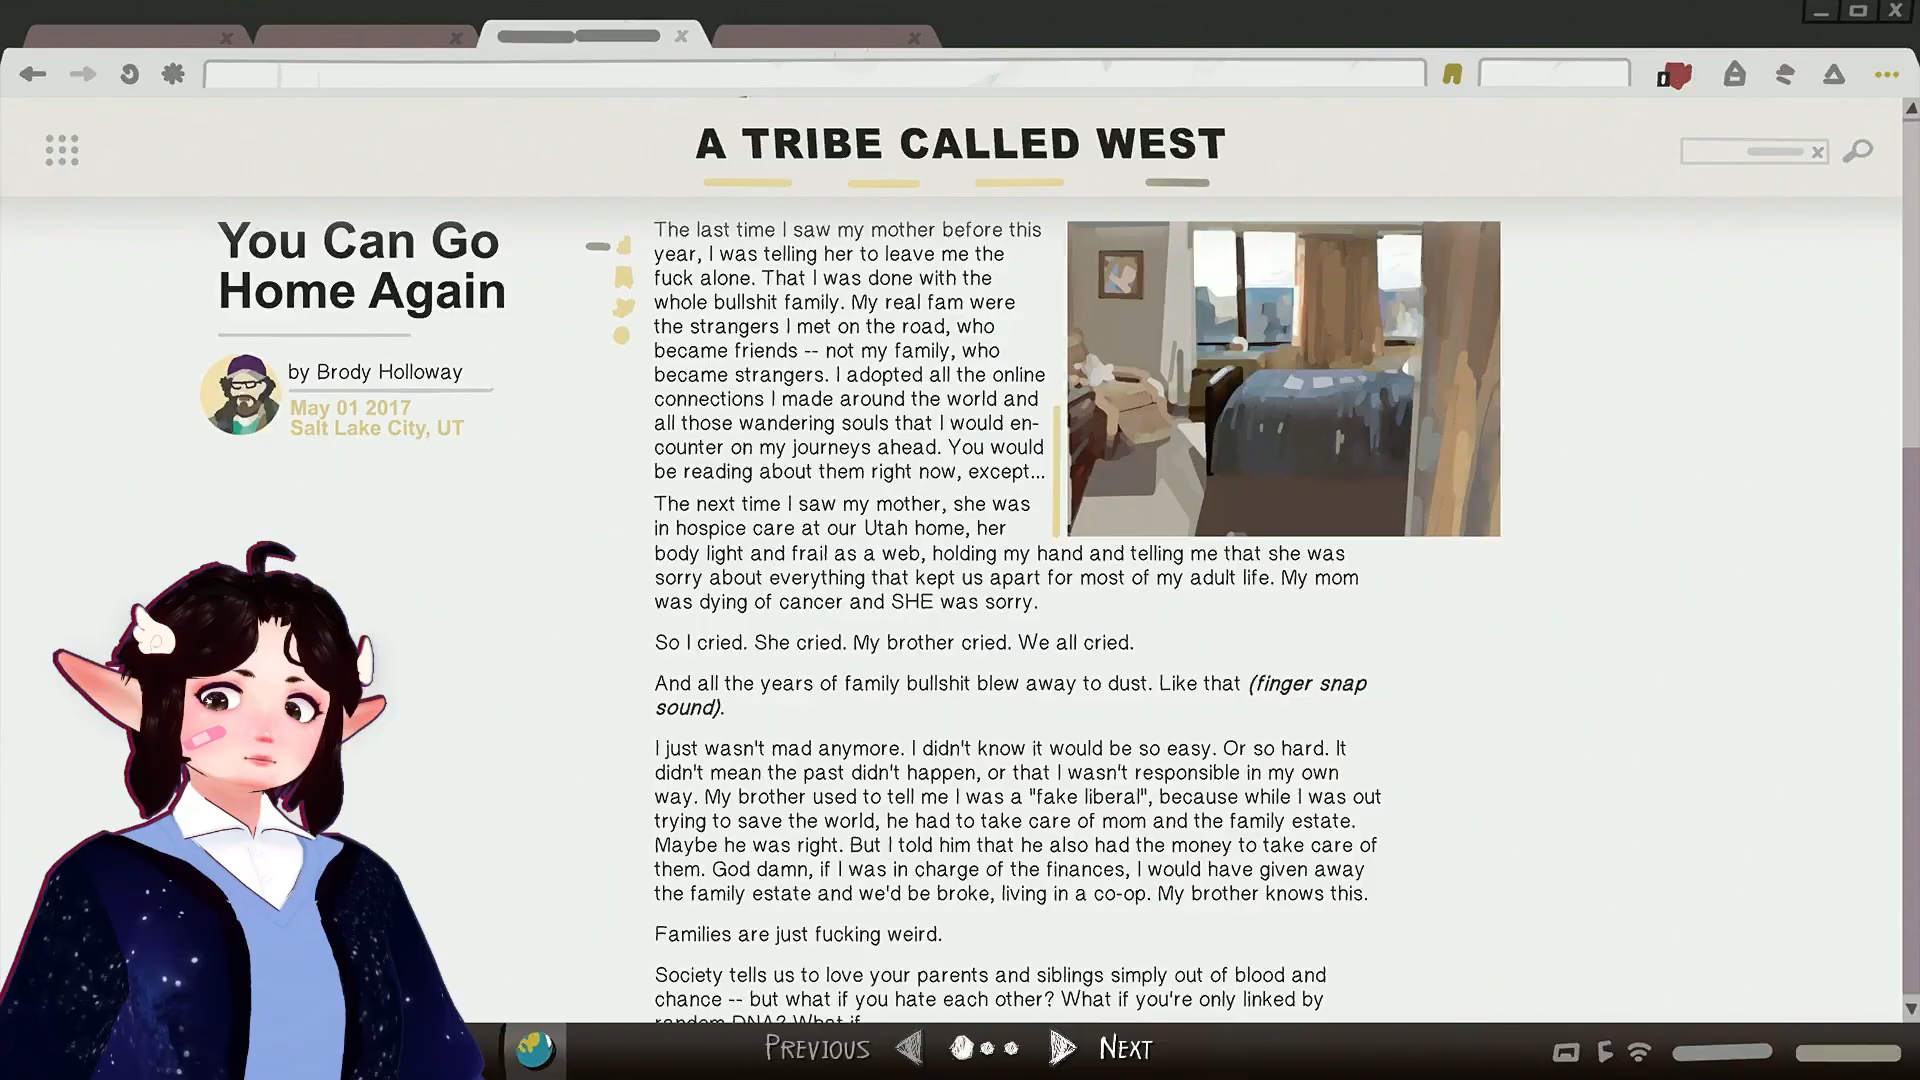 A TRIBE CALLED WEST
You Can Go
Home Again
by Brody Holloway
May 01 2017
Salt Lake City, UT
The last time I saw my mother before this
year, I was telling her to leave me the
fuck alone. That I was done with the
whole bullshit family. My real fam were
the strangers I met on the road, who
became friends -- not my family, who
became strangers. I adopted all the online
connections I made around the world and
all those wandering souls that I would en-
counter on my journeys ahead. You would
be reading about them right now, except...
The next time I saw my mother, she was
in hospice care at our Utah home, her
body light and frail as a web, holding my hand and telling me that she was
sorry about everything that kept us apart for most of my adult life. My mom
was dying of cancer and SHE was sorry.
So I cried. She cried. My brother cried. We all cried.
And all the years of family bullshit blew away to dust. Like that (finger snap
sound).
I just wasn't mad anymore. I didn't know it would be so easy. Or so hard. It
didn't mean the past didn't happen, or that I wasn't responsible in my own
way. My brother used to tell me I was a "fake liberal", because while I was out
trying to save the world, he had to take care of mom and the family estate.
Maybe he was right. But I told him that he also had the money to take care of
them. God damn, if I was in charge of the finances, I would have given away
the family estate and we'd be broke, living in a co-op. My brother knows this.
Families are just fucking weird.
Society tells us to love your parents and siblings simply out of blood and
chance -- but what if you hate each other? What if you're only linked by
random DNA? What if
PREVIOUS
NEXT